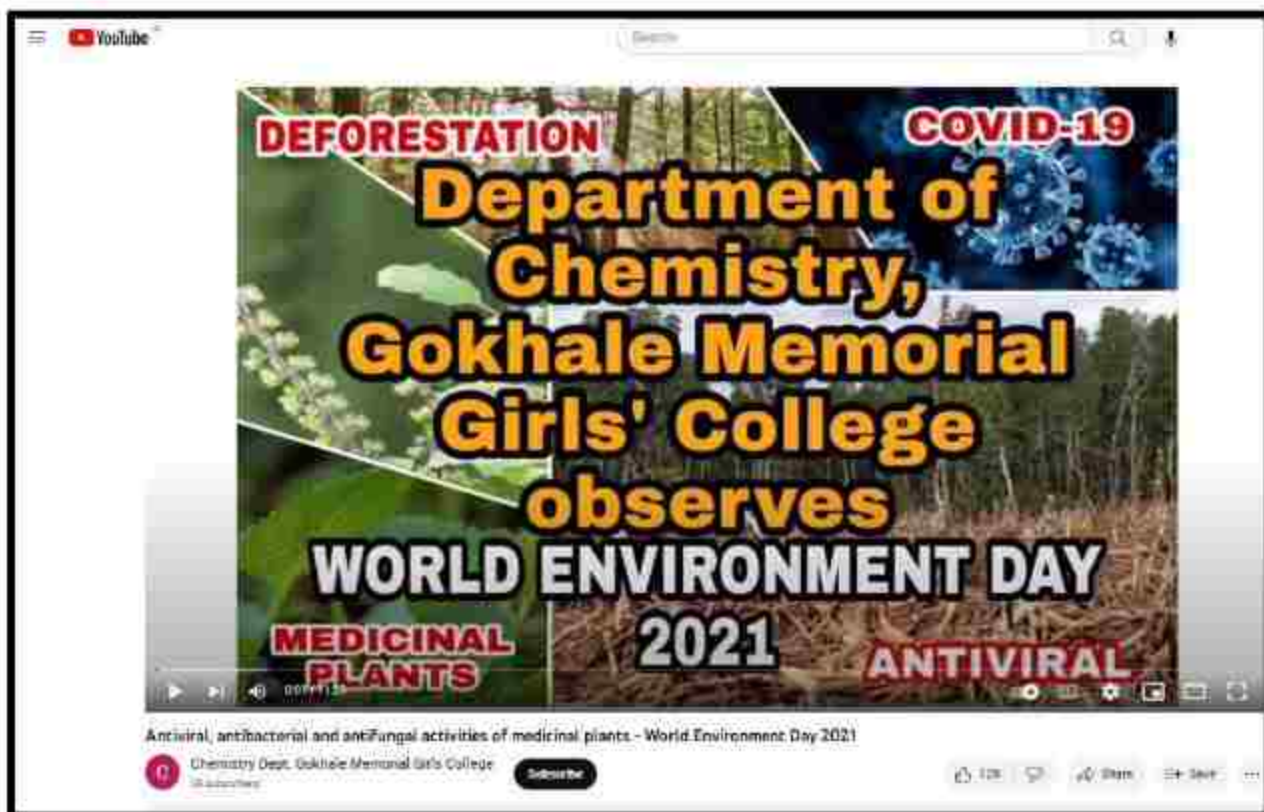 YouTube
Search
DEFORESTATION
COVID-19
Department of
Chemistry,
Gokhale Memorial
Girls' College
observes
WORLD ENVIRONMENT DAY
2021
MEDICINAL
PLANTS
ANTIVIRAL
Antiviral, antibacterial and antifungal activities of medicinal plants - World Environment Day 2021
C
Chemistry Dept. Gokhale Memorial Girls College
Subscribe
Share
Save